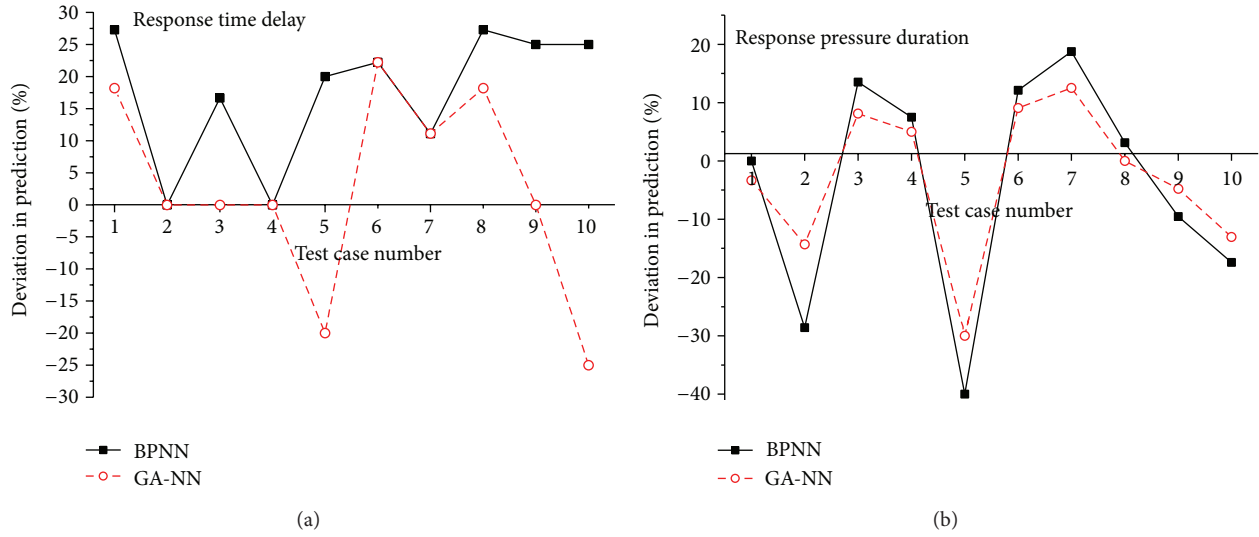 Response time delay
30
25
20
15
10
5
0
−5
−10
−15
−20
−25
−30
Deviation in prediction (%)
1 2 3 4 5 6 7 8 9 10
Test case number
BPNN
GA-NN
(a)
Response pressure duration
20
10
0
−10
−20
−30
−40
Deviation in prediction (%)
1 2 3 4 5 6 7 8 9 10
Test case number
BPNN
GA-NN
(b)